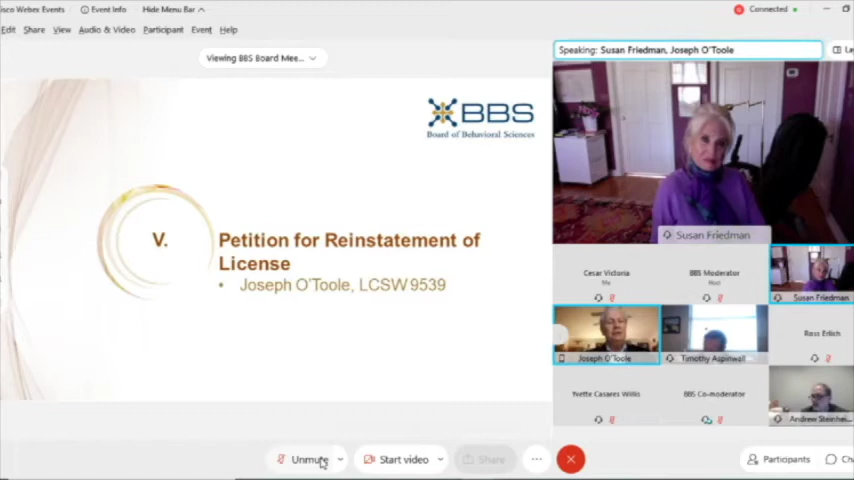 isco Webex Events
Event Info
Hide Menu Bar
Connected
Edit Share View Audio & Video Participant Event Help
Viewing BBS Board Mee...
Speaking: Susan Friedman, Joseph O'Toole
BBS
Board of Behavioral Sciences
V.
Petition for Reinstatement of
License
• Joseph O'Toole, LCSW 9539
Susan Friedman
Cesar Victoria
Me
BBS Moderator
Host
Susan Friedman
Joseph O'Toole
Timothy Aspinwall
Ross Erlich
Yvette Casares Willis
BBS Co-moderator
Andrew Steinhei...
Unmute
Start video
Share
...
Participants
Cha